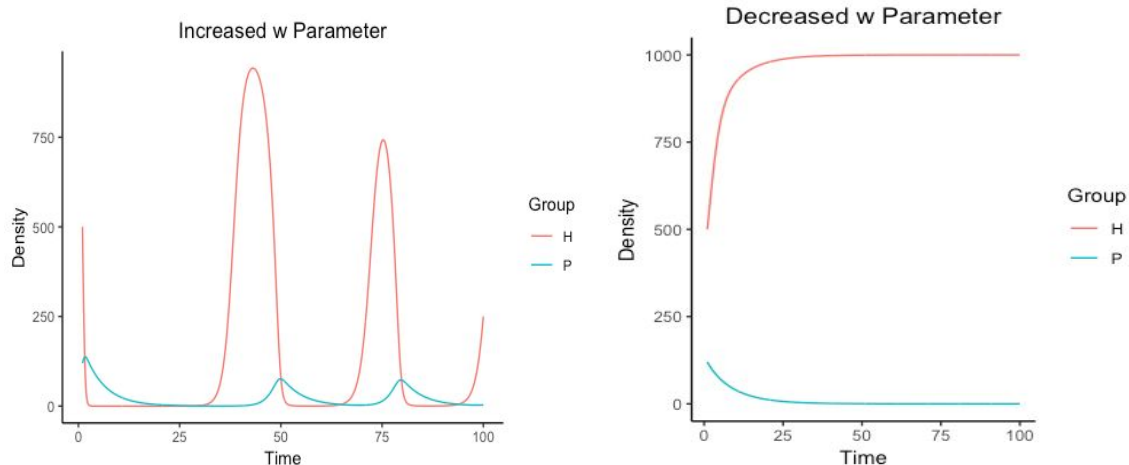 Increased w Parameter
Density
750
500
250
0
0 25 50 75 100
Time
Group
H
P
Decreased w Parameter
Density
1000
750
500
250
0
0 25 50 75 100
Time
Group
H
P